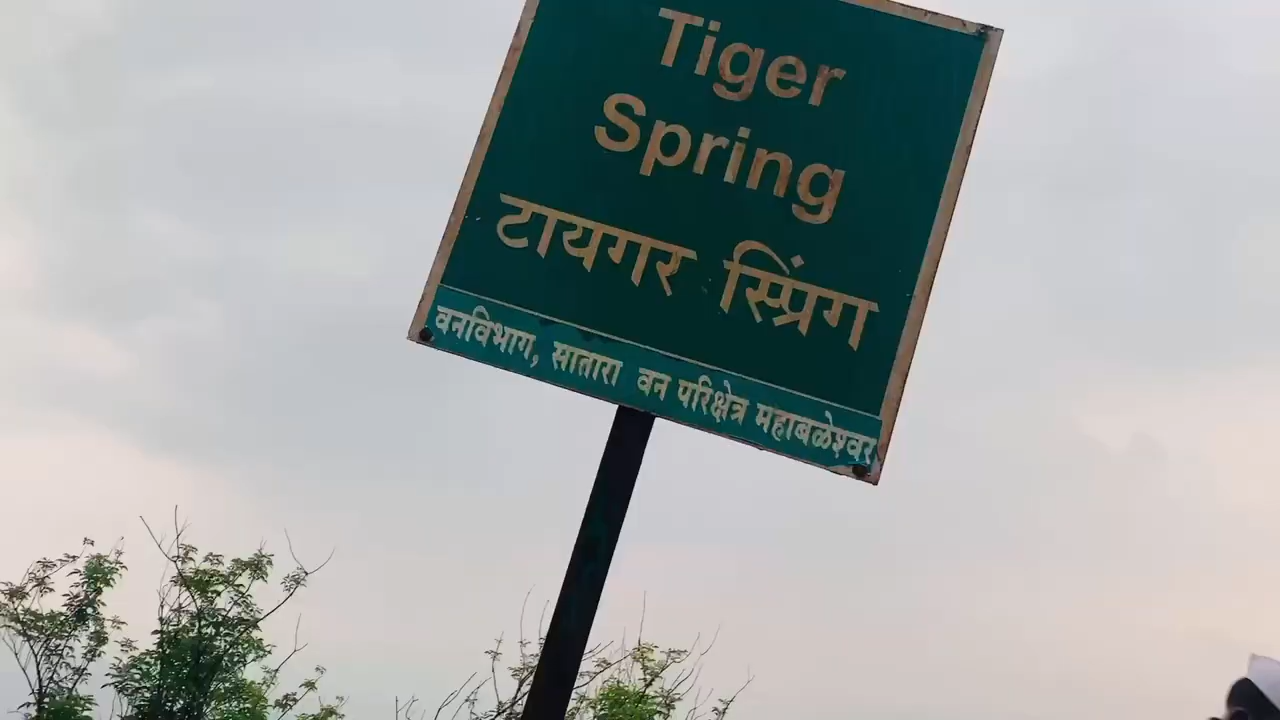 Tiger
Spring
टायगर स्प्रिंग
वनविभाग, सातारा वन परिक्षेत्र महाबळेश्वर